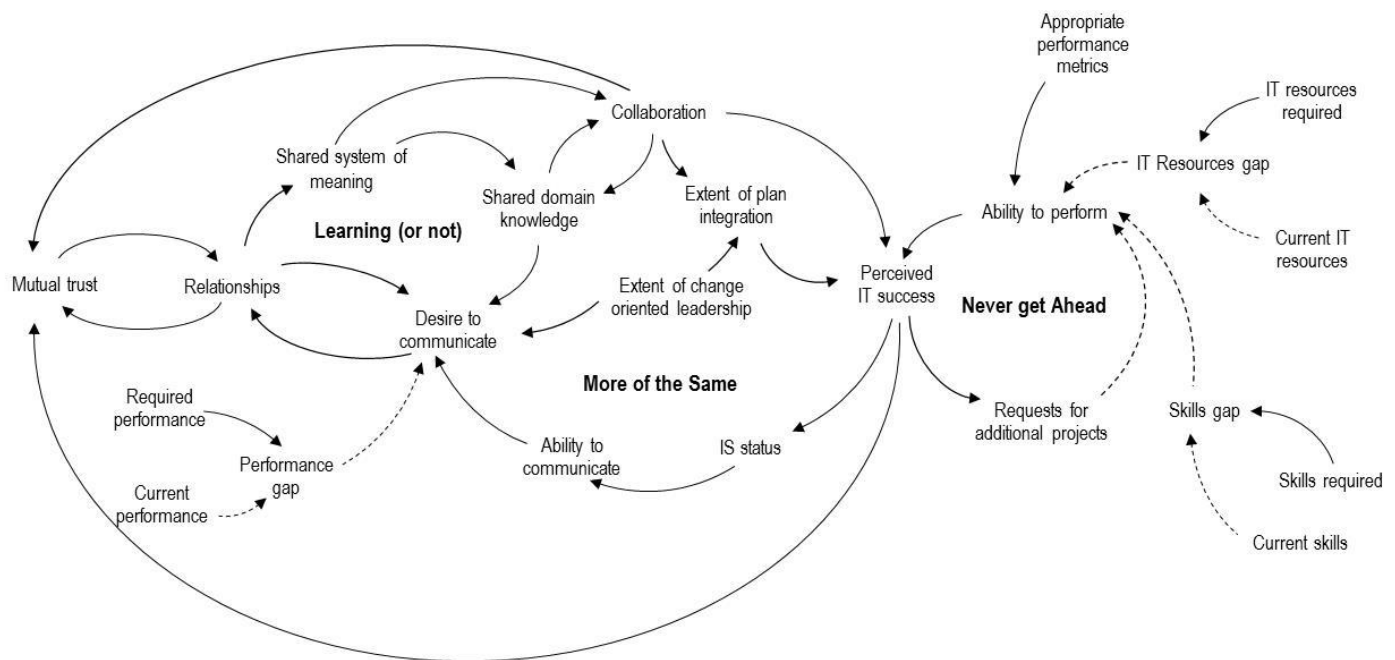 Appropriate
performance
metrics
IT resources
required
Collaboration
Shared system of
meaning
IT Resources gap
Shared domain
knowledge
Extent of plan
integration
Ability to perform
Learning (or not)
Current IT
resources
Mutual trust
Relationships
Extent of change
oriented leadership
Perceived
IT success
Never get Ahead
Desire to
communicate
More of the Same
Required
performance
Requests for
additional projects
Skills gap
Performance
gap
Ability to
communicate
IS status
Skills required
Current
performance
Current skills